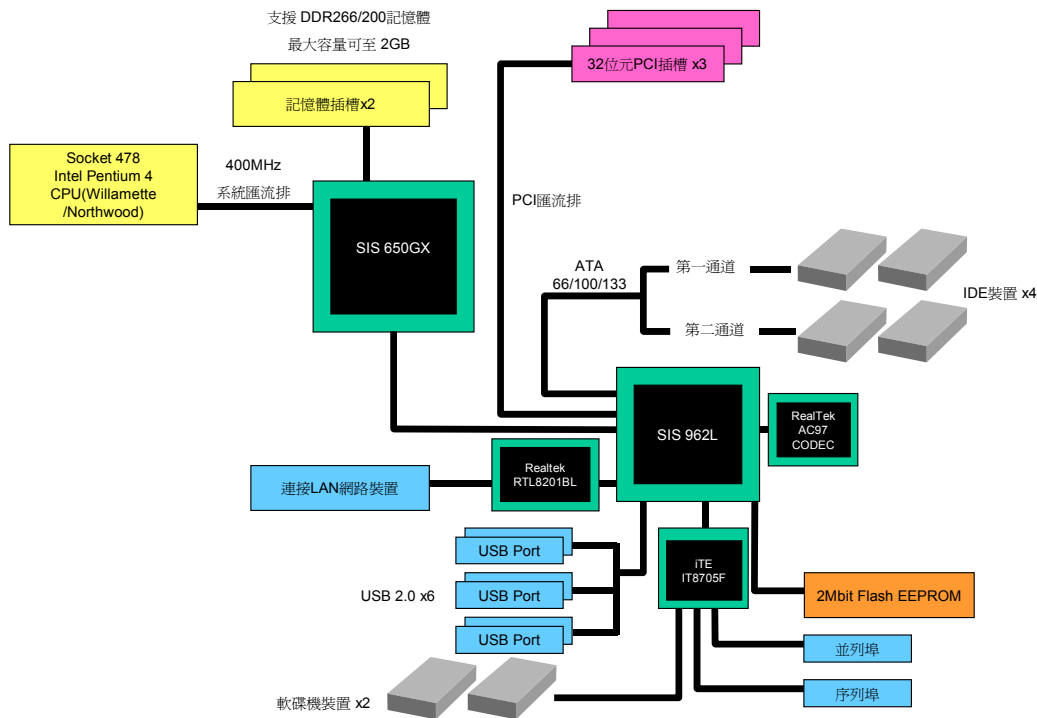 支援 DDR266/200記憶體
最大容量可至 2GB
32位元PCI插槽 x3
記憶體插槽x2
Socket 478
Intel Pentium 4
CPU(Willamette
/Northwood)
400MHz
系統匯流排
SIS 650GX
PCI匯流排
ATA
66/100/133
第一通道
第二通道
IDE裝置 x4
SIS 962L
RealTek
AC97
CODEC
Realtek
RTL8201BL
連接LAN網路裝置
USB Port
USB 2.0 x6
USB Port
USB Port
iTE
IT8705F
2Mbit Flash EEPROM
並列埠
序列埠
軟碟機裝置 x2